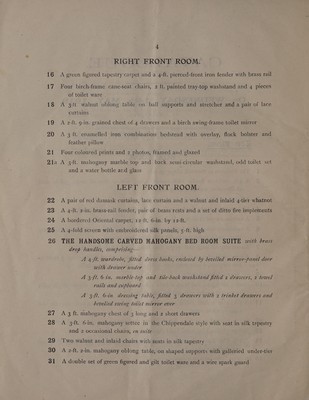 4
RIGHT FRONT ROOM.
16 A green figured tapestry carpet and a 4-ft. pierced-front iron fender with brass rail
17 Four birch-frame cane-seat chairs, 2 ft. painted tray-top washstand and 4 pieces
of toilet ware
18 A 3-ft. walnut oblong table on ball supports and stretcher and a pair of lace
curtains
19 A 2-ft. 9-in. grained chest of 4 drawers and a birch swing-frame toilet mirror
20 A 3 ft. enamelled iron combination bedstead with overlay, flock bolster and
feather pillow
21 Four coloured prints and 2 photos, framed and glazed
21A A 3-ft. mahogany marble top and back semi-circular washstand, odd toilet set
and a water bottle and glass
LEFT FRONT ROOM.
22 A pair of red damask curtains, lace curtain and a walnut and inlaid 4-tier whatnot
23 A 4-ft. 2-in. brass-rail fender, pair of brass rests and a set of ditto fire implements
24 A bordered Oriental carpet, 12 ft. 6-in. by 12 ft.
25 A 4-fold screen with embroidered silk panels, 5-ft. high
26 THE HANDSOME CARVED MAHOGANY BED ROOM SUITE with brass
drop handles, comprising—
A 4 ft. wardrobe, fitted dress hooks, enclosed by bevelled mirror-panel door
with drawer under
A 3-ft. 6-in. marble-top and tile-back washstand fitted 2 drawers, 2 towel
rails and cupboard
A 3-ft. 6-in. dressing table, fitted 3 drawers with 2 trinket drawers and
bevelled swing mirror over
27 A 3 ft. mahogany chest of 3 long and 2 short drawers
28 A 3-ft. 6-in. mahogany settee in the Chippendale style with seat in silk tapestry
and 2 occasional chairs, en suite
29 Two walnut and inlaid chairs with seats in silk tapestry
30 A 2-ft. 2-in. mahogany oblong table, on shaped supports with galleried under-tier
31 A double set of green figured and gilt toilet ware and a wire spark guard